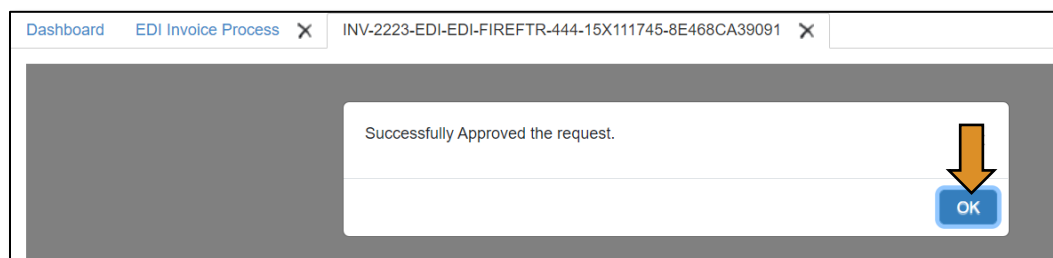 Dashboard EDI Invoice Process INV-2223-EDI-EDI-FIREFTR-444-15X111745-8E468CA39091
Successfully Approved the request.
OK